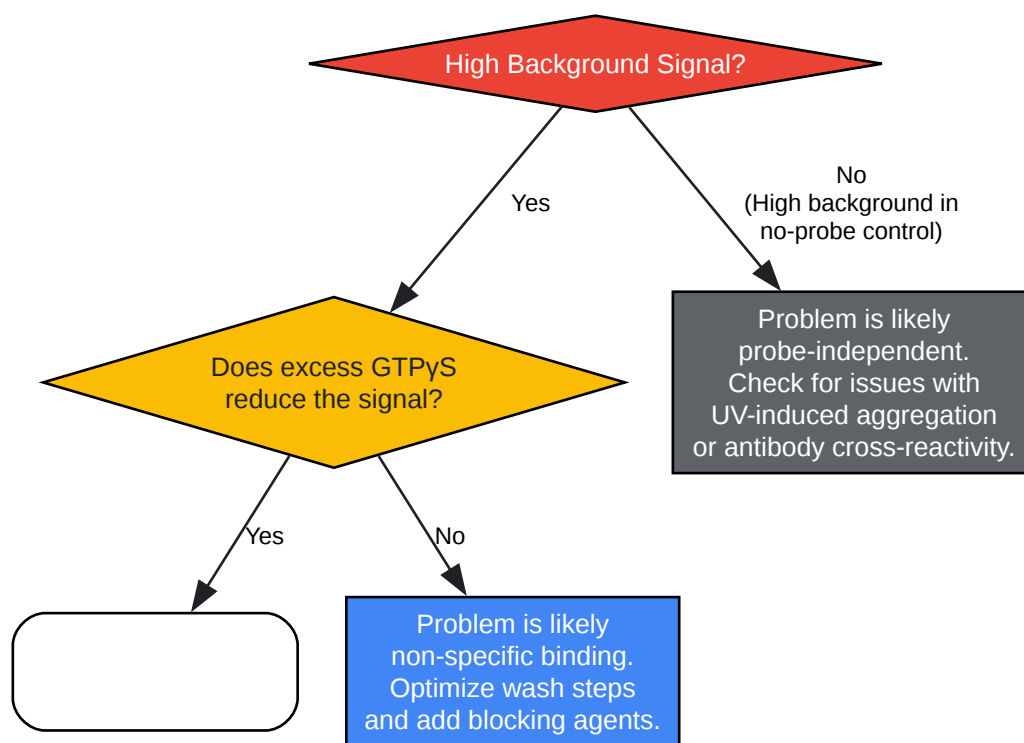 High Background Signal?
Yes
No
(High background in
no-probe control)
Does excess GTPγS
reduce the signal?
Problem is likely
probe-independent.
Check for issues with
UV-induced aggregation
or antibody cross-reactivity.
Yes
No
Problem is likely
non-specific binding.
Optimize wash steps
and add blocking agents.